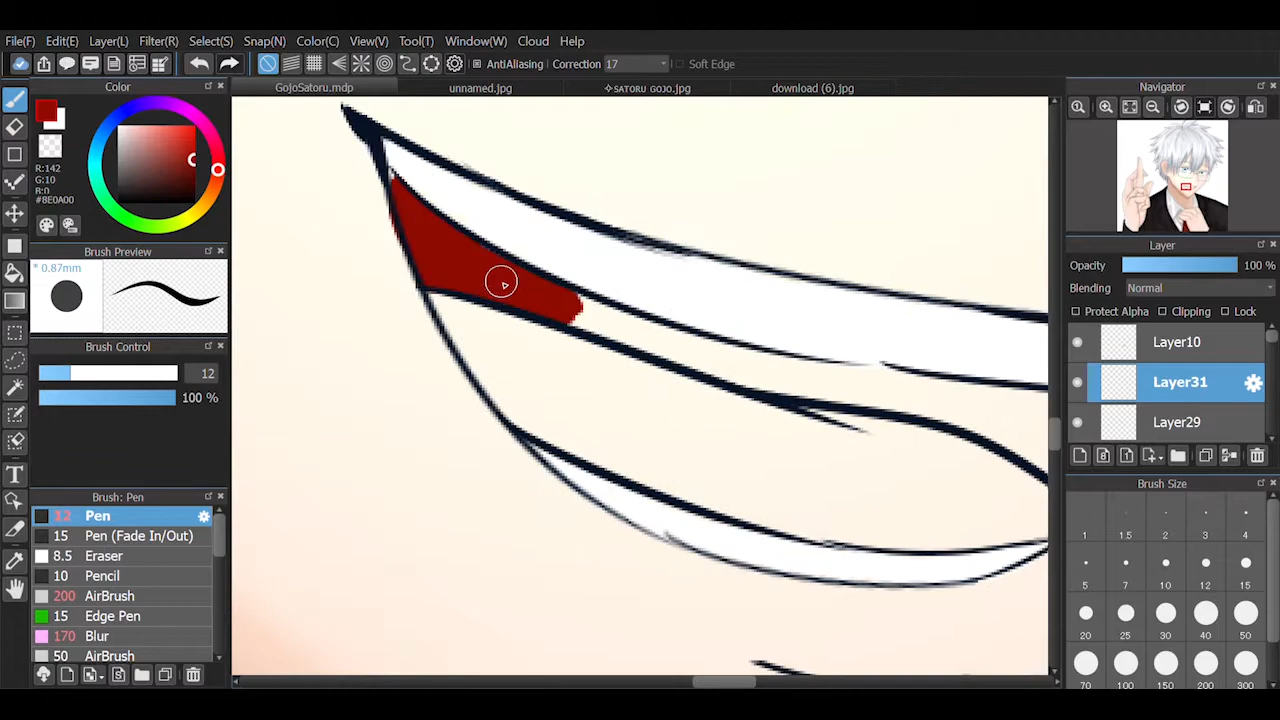 File(F) Edit(E) Layer(L) Filter(R) Select(S) Snap(N) Color(C) View(V) Tool(T) Window(W) Cloud Help
AntiAliasing Correction 17 Soft Edge
Color
GojoSatoru.mdp unnamed.jpg ✧SATORU GOJO.jpg download (6).jpg
Navigator
R:142
G:10
B:0
#8E0A00
Brush Preview
* 0.87mm
Brush Control
12
100 %
Brush: Pen
12 Pen
15 Pen (Fade In/Out)
8.5 Eraser
10 Pencil
200 AirBrush
15 Edge Pen
170 Blur
50 AirBrush
Layer
Opacity 100 %
Blending Normal
Protect Alpha Clipping Lock
Layer10
Layer31
Layer29
Brush Size
1 1.5 2 3 4
5 7 10 12 15
20 25 30 40 50
70 100 150 200 300